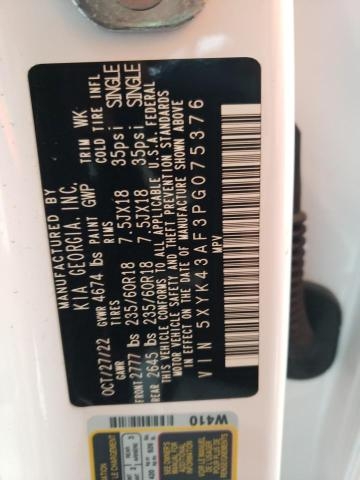 MANUFACTURED BY
KIA GEORGIA, INC.
OCT/27/22 GVWR 4674 lbs PAINT GWP TRIM WK
GAWR TIRES RIMS COLD TIRE INFL
FRONT 2777 lbs 235/60R18 7.5JX18 35psi SINGLE
REAR 2645 lbs 235/60R18 7.5JX18 35psi SINGLE
THIS VEHICLE CONFORMS TO ALL APPLICABLE U.S.A. FEDERAL
MOTOR VEHICLE SAFETY AND THEFT PREVENTION STANDARDS
IN EFFECT ON THE DATE OF MANUFACTURE SHOWN ABOVE
MPV
VIN 5XYK43AF3PG075376
W410